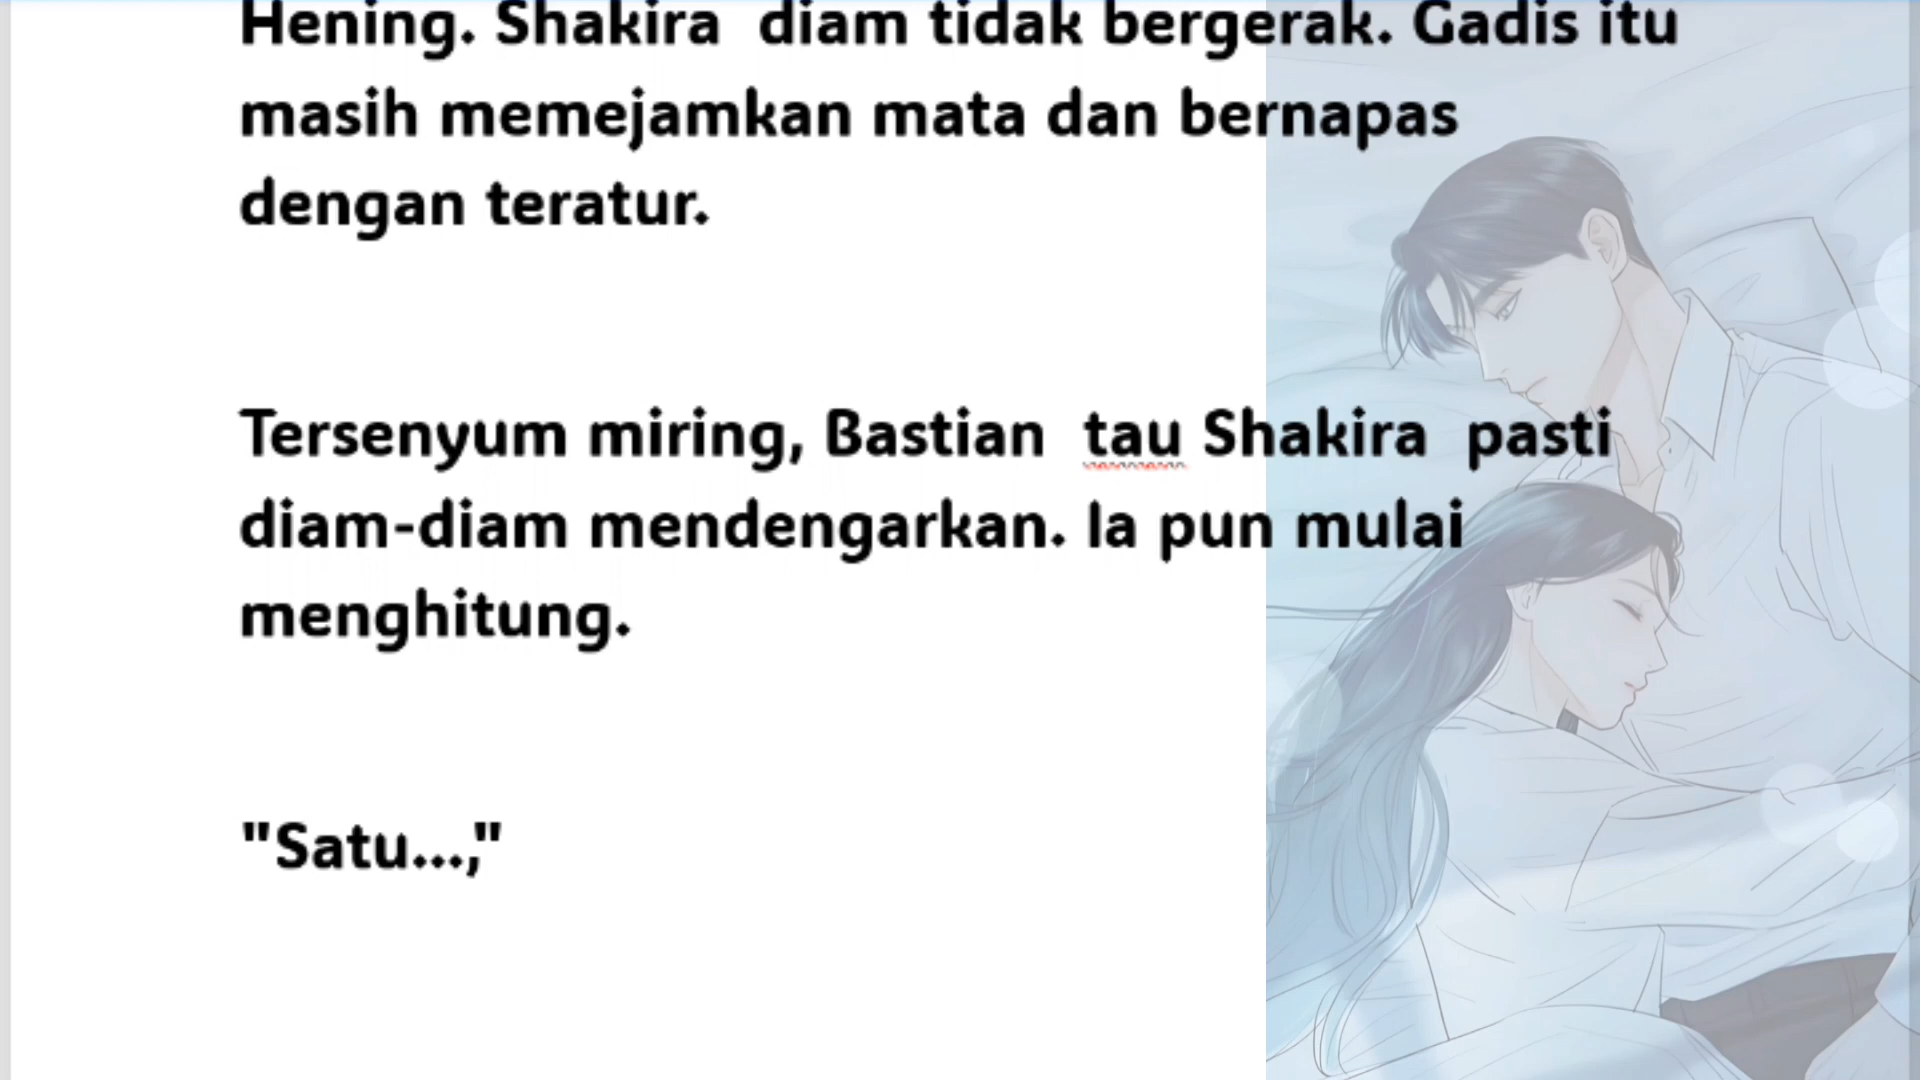 Hening. Shakira  diam tidak bergerak. Gadis itu
masih memejamkan mata dan bernapas
dengan teratur.
Tersenyum miring, Bastian  tau Shakira  pasti
diam-diam mendengarkan. Ia pun mulai
menghitung.
"Satu...,"